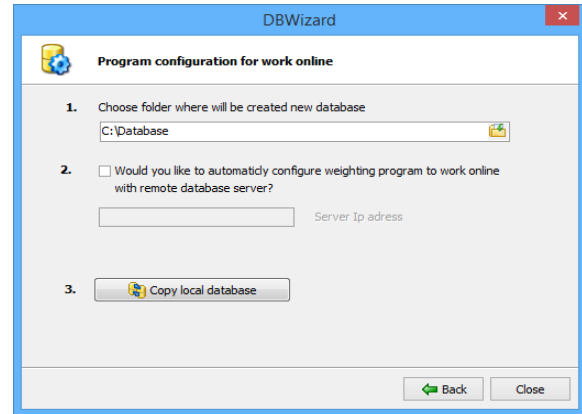 DBWizard
Program configuration for work online
1. Choose folder where will be created new database
C:\Database
2. Would you like to automaticly configure weighting program to work online
with remote database server?
Server Ip adress
3. Copy local database
Back Close